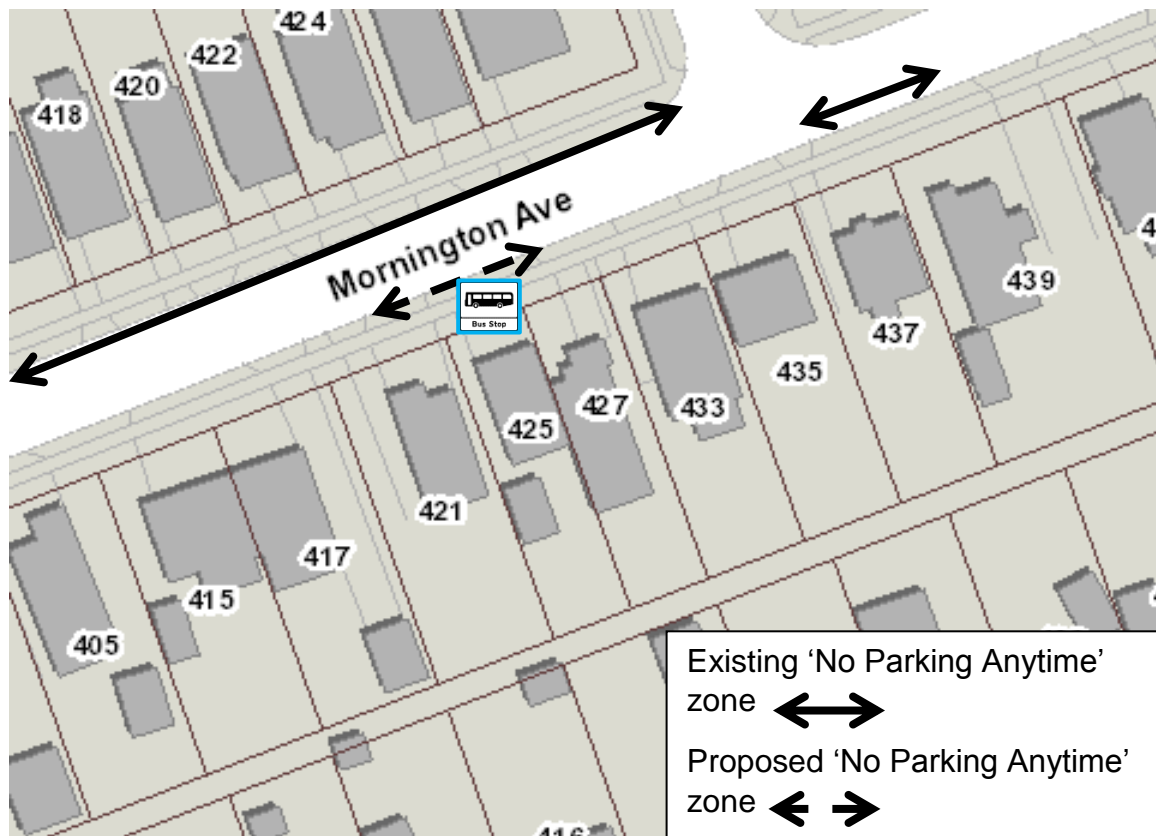 424
422
420
418
Mornington Ave
Bus Stop
439
437
435
433
427
425
421
417
415
405
Existing ‘No Parking Anytime’
zone
Proposed ‘No Parking Anytime’
zone
416